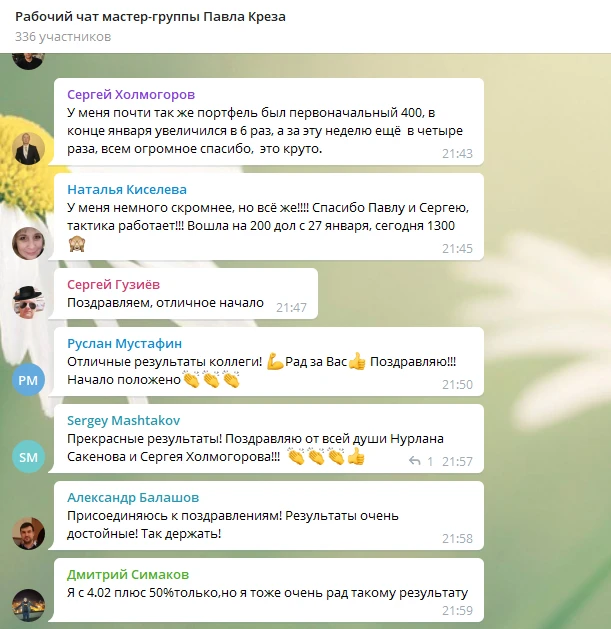 Рабочий чат мастер-группы Павла Креза
336 участников
Сергей Холмогоров
У меня почти так же портфель был первоначальный 400, в
конце января увеличился в 6 раз, а за эту неделю ещё в четыре
раза, всем огромное спасибо, это круто.
21:43
Наталья Киселева
У меня немного скромнее, но всё же!!!! Спасибо Павлу и Сергею,
тактика работает!!! Вошла на 200 дол с 27 января, сегодня 1300
🙈
21:45
Сергей Гузиёв
Поздравляем, отличное начало 21:47
Руслан Мустафин
Отличные результаты коллеги! 💪Рад за Вас👍 Поздравляю!!!
РМ Начало положено👏👏👏 21:50
Sergey Mashtakov
Прекрасные результаты! Поздравляю от всей души Нурлана
SM Сакенова и Сергея Холмогорова!!! 👏👏👏👍 1 21:57
Александр Балашов
Присоединяюсь к поздравлениям! Результаты очень
достойные! Так держать! 21:58
Дмитрий Симаков
Я с 4.02 плюс 50%только,но я тоже очень рад такому результату
21:59